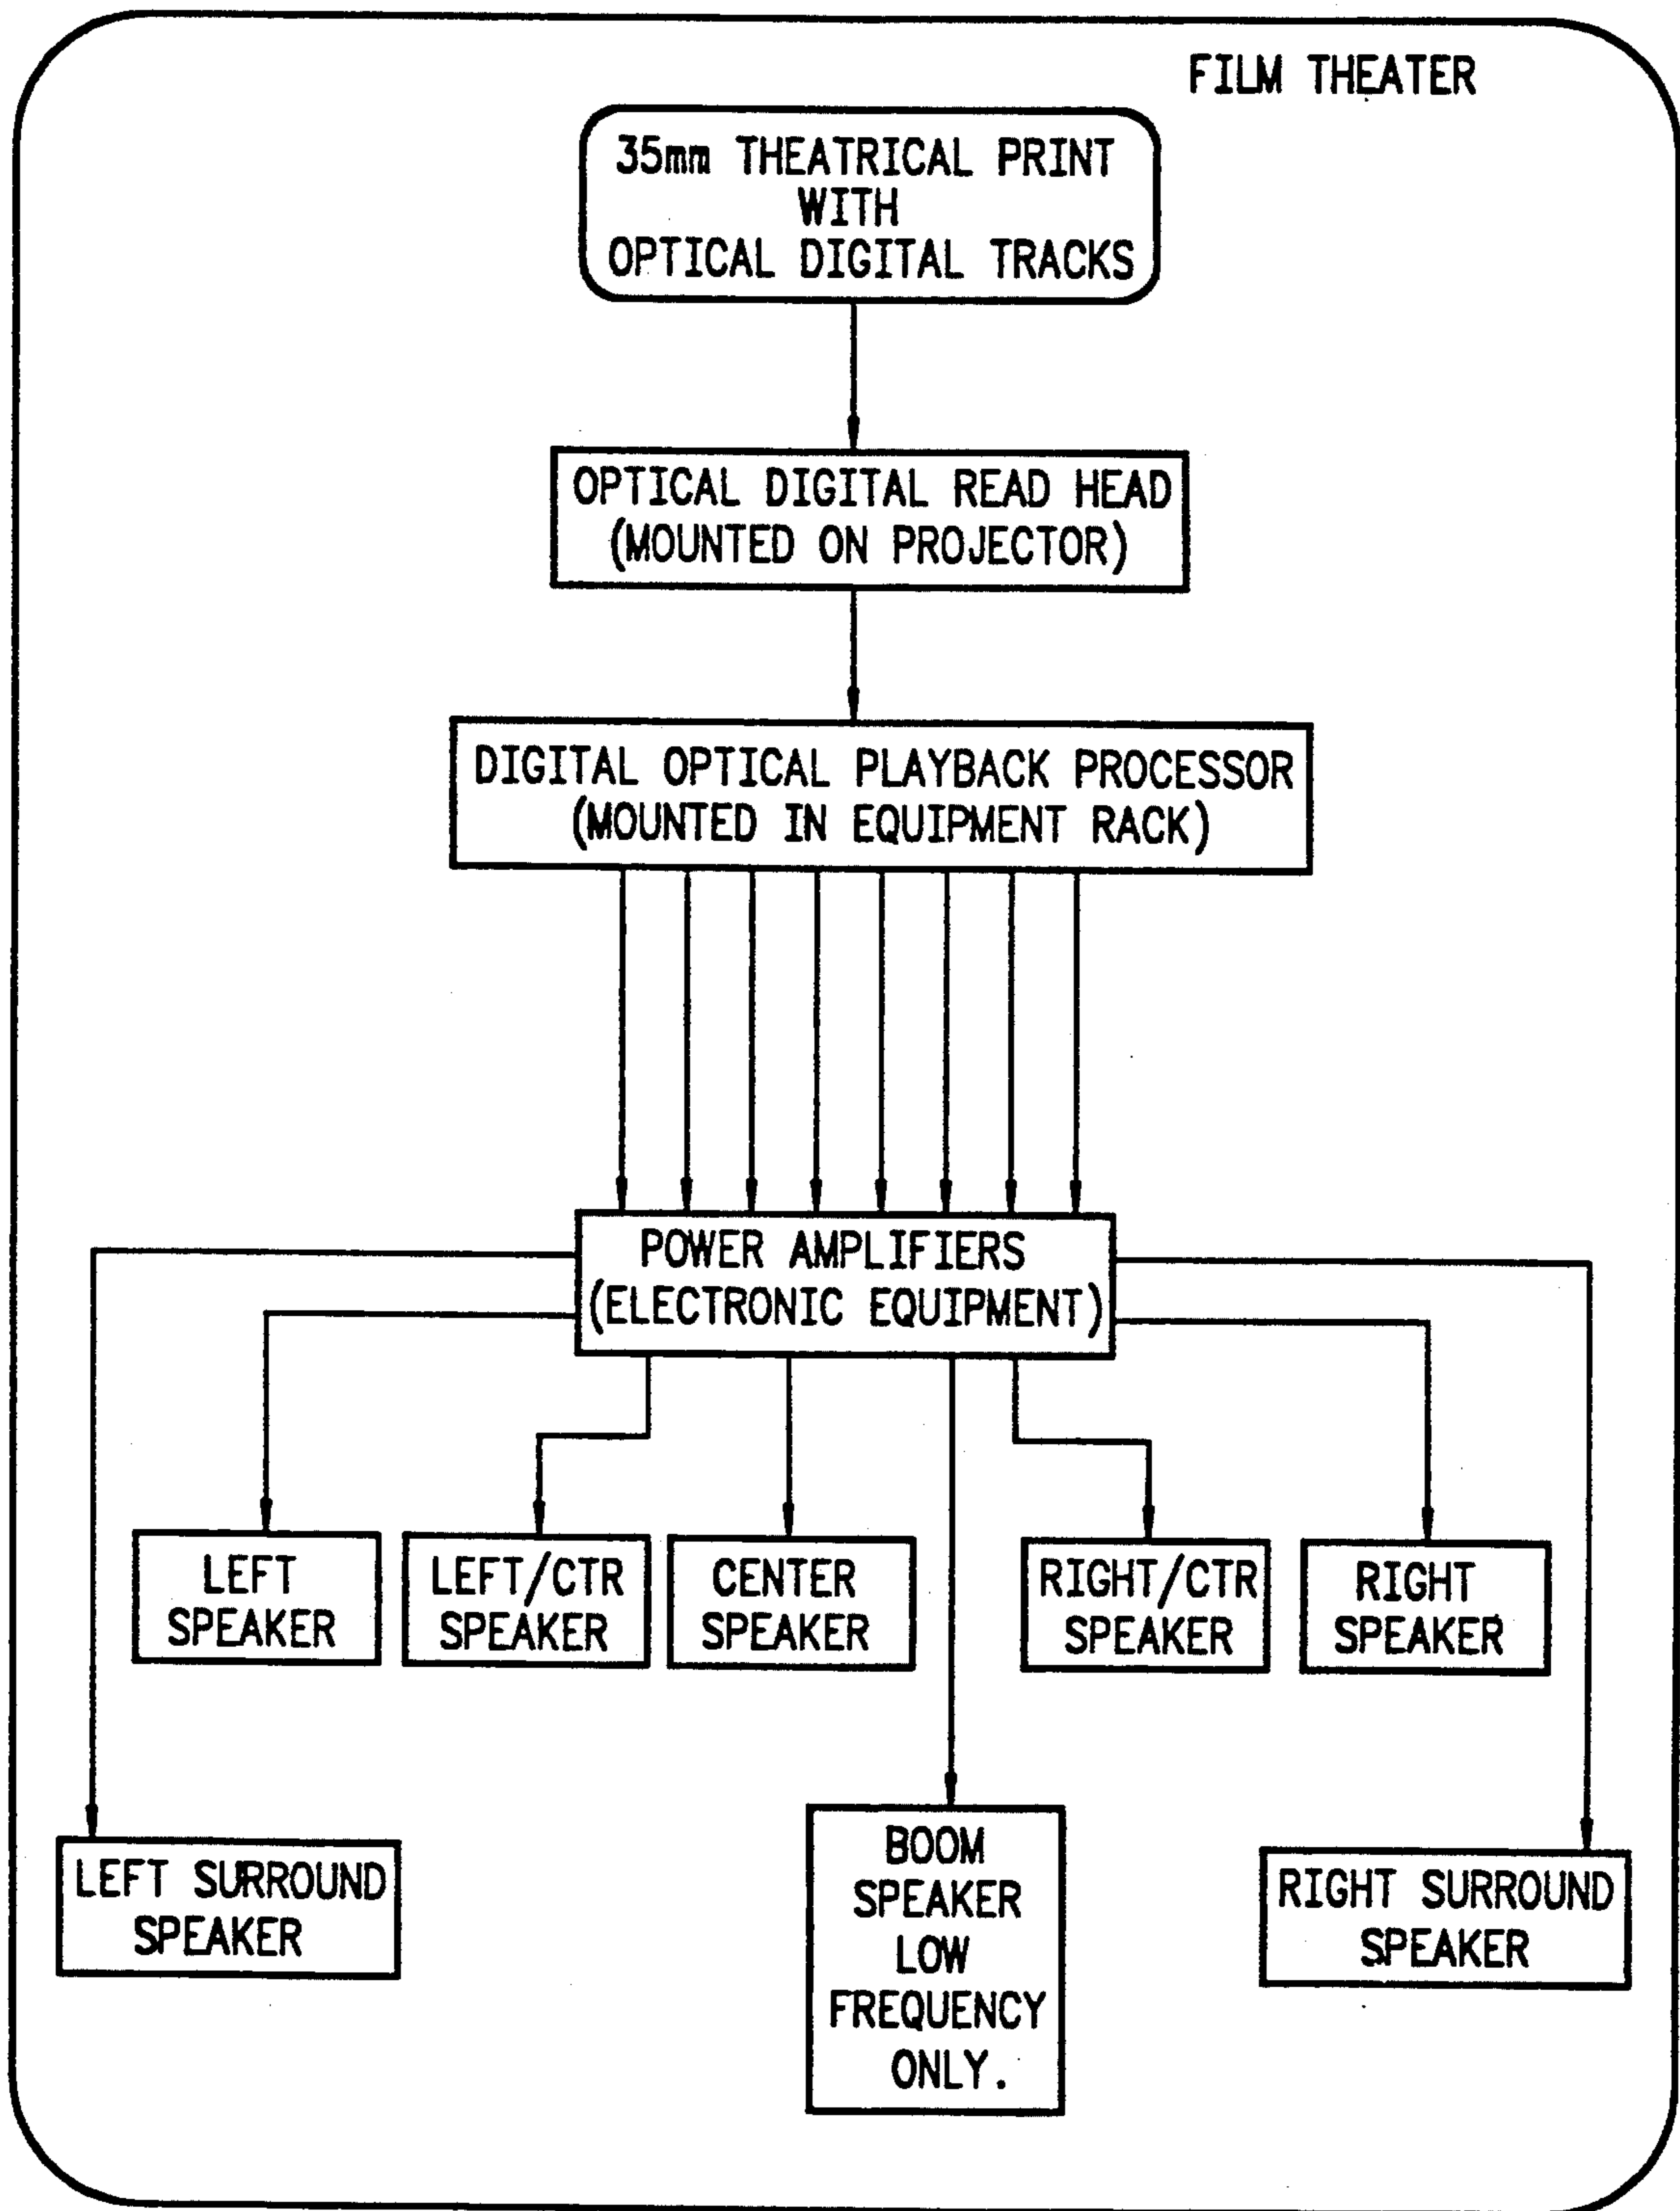 FILM THEATER
35mm THEATRICAL PRINT
WITH
OPTICAL DIGITAL TRACKS
OPTICAL DIGITAL READ HEAD
(MOUNTED ON PROJECTOR)
DIGITAL OPTICAL PLAYBACK PROCESSOR
(MOUNTED IN EQUIPMENT RACK)
POWER AMPLIFIERS
(ELECTRONIC EQUIPMENT)
LEFT
SPEAKER
LEFT/CTR
SPEAKER
CENTER
SPEAKER
RIGHT/CTR
SPEAKER
RIGHT
SPEAKER
LEFT SURROUND
SPEAKER
BOOM
SPEAKER
LOW
FREQUENCY
ONLY.
RIGHT SURROUND
SPEAKER